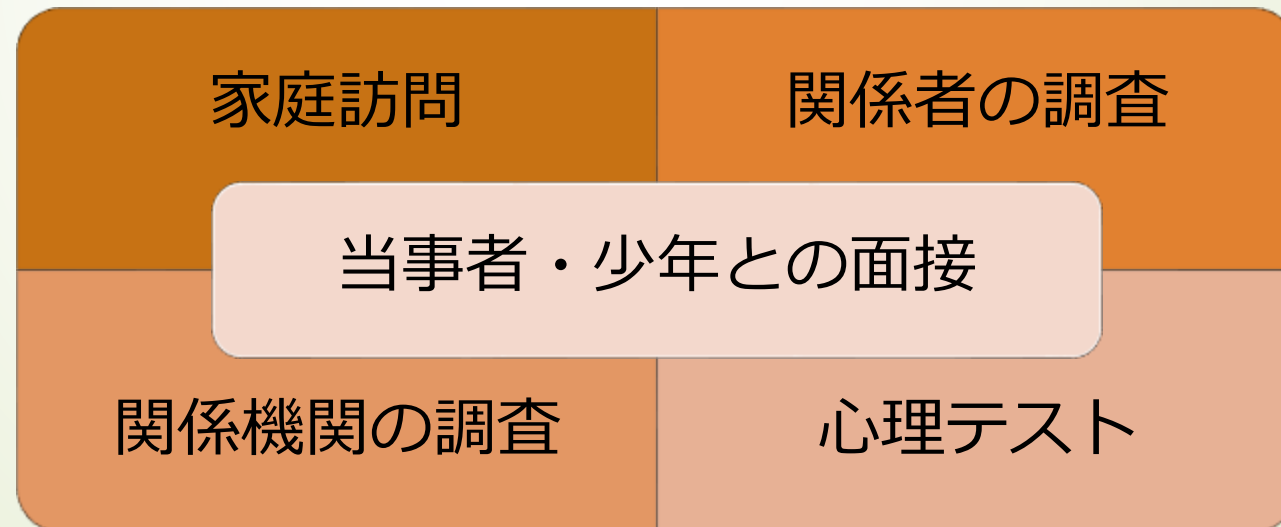 家庭訪問
関係者の調査
当事者・少年との面接
関係機関の調査
心理テスト